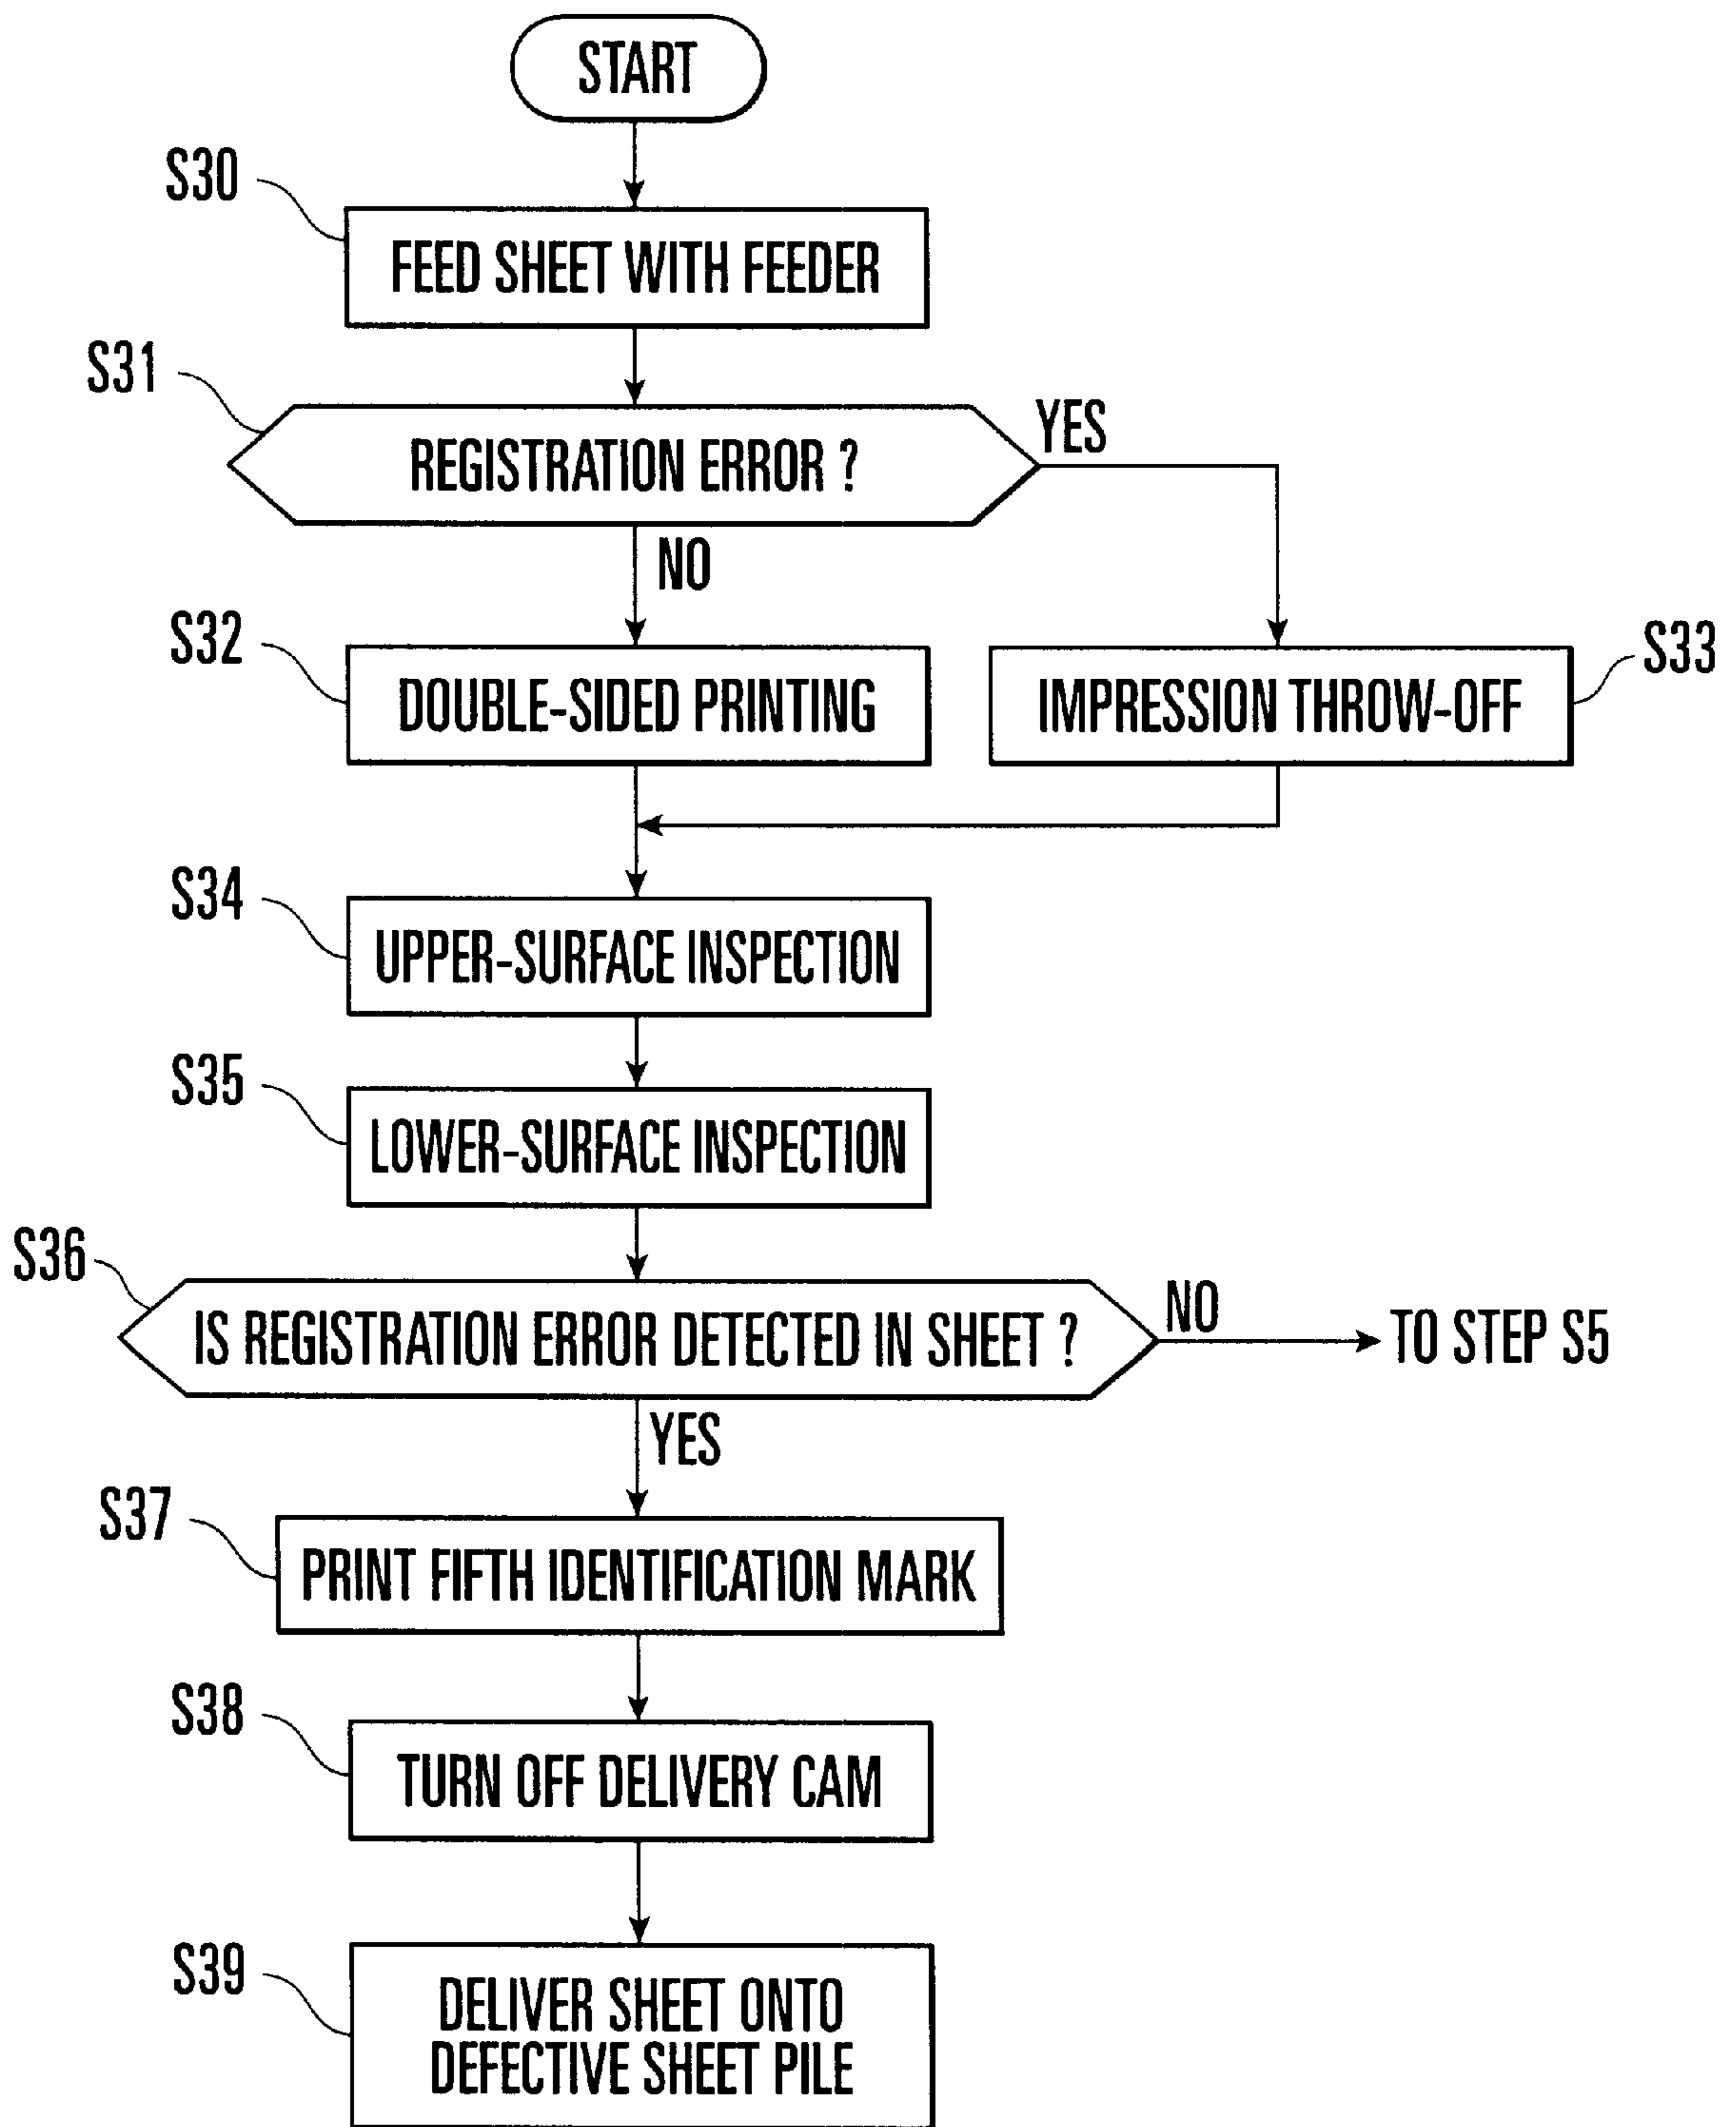 START
S30
FEED SHEET WITH FEEDER
S31
REGISTRATION ERROR ?
YES
NO
S32
DOUBLE-SIDED PRINTING
IMPRESSION THROW-OFF
S33
S34
UPPER-SURFACE INSPECTION
S35
LOWER-SURFACE INSPECTION
S36
IS REGISTRATION ERROR DETECTED IN SHEET ?
NO
TO STEP S5
YES
S37
PRINT FIFTH IDENTIFICATION MARK
S38
TURN OFF DELIVERY CAM
S39
DELIVER SHEET ONTO
DEFECTIVE SHEET PILE